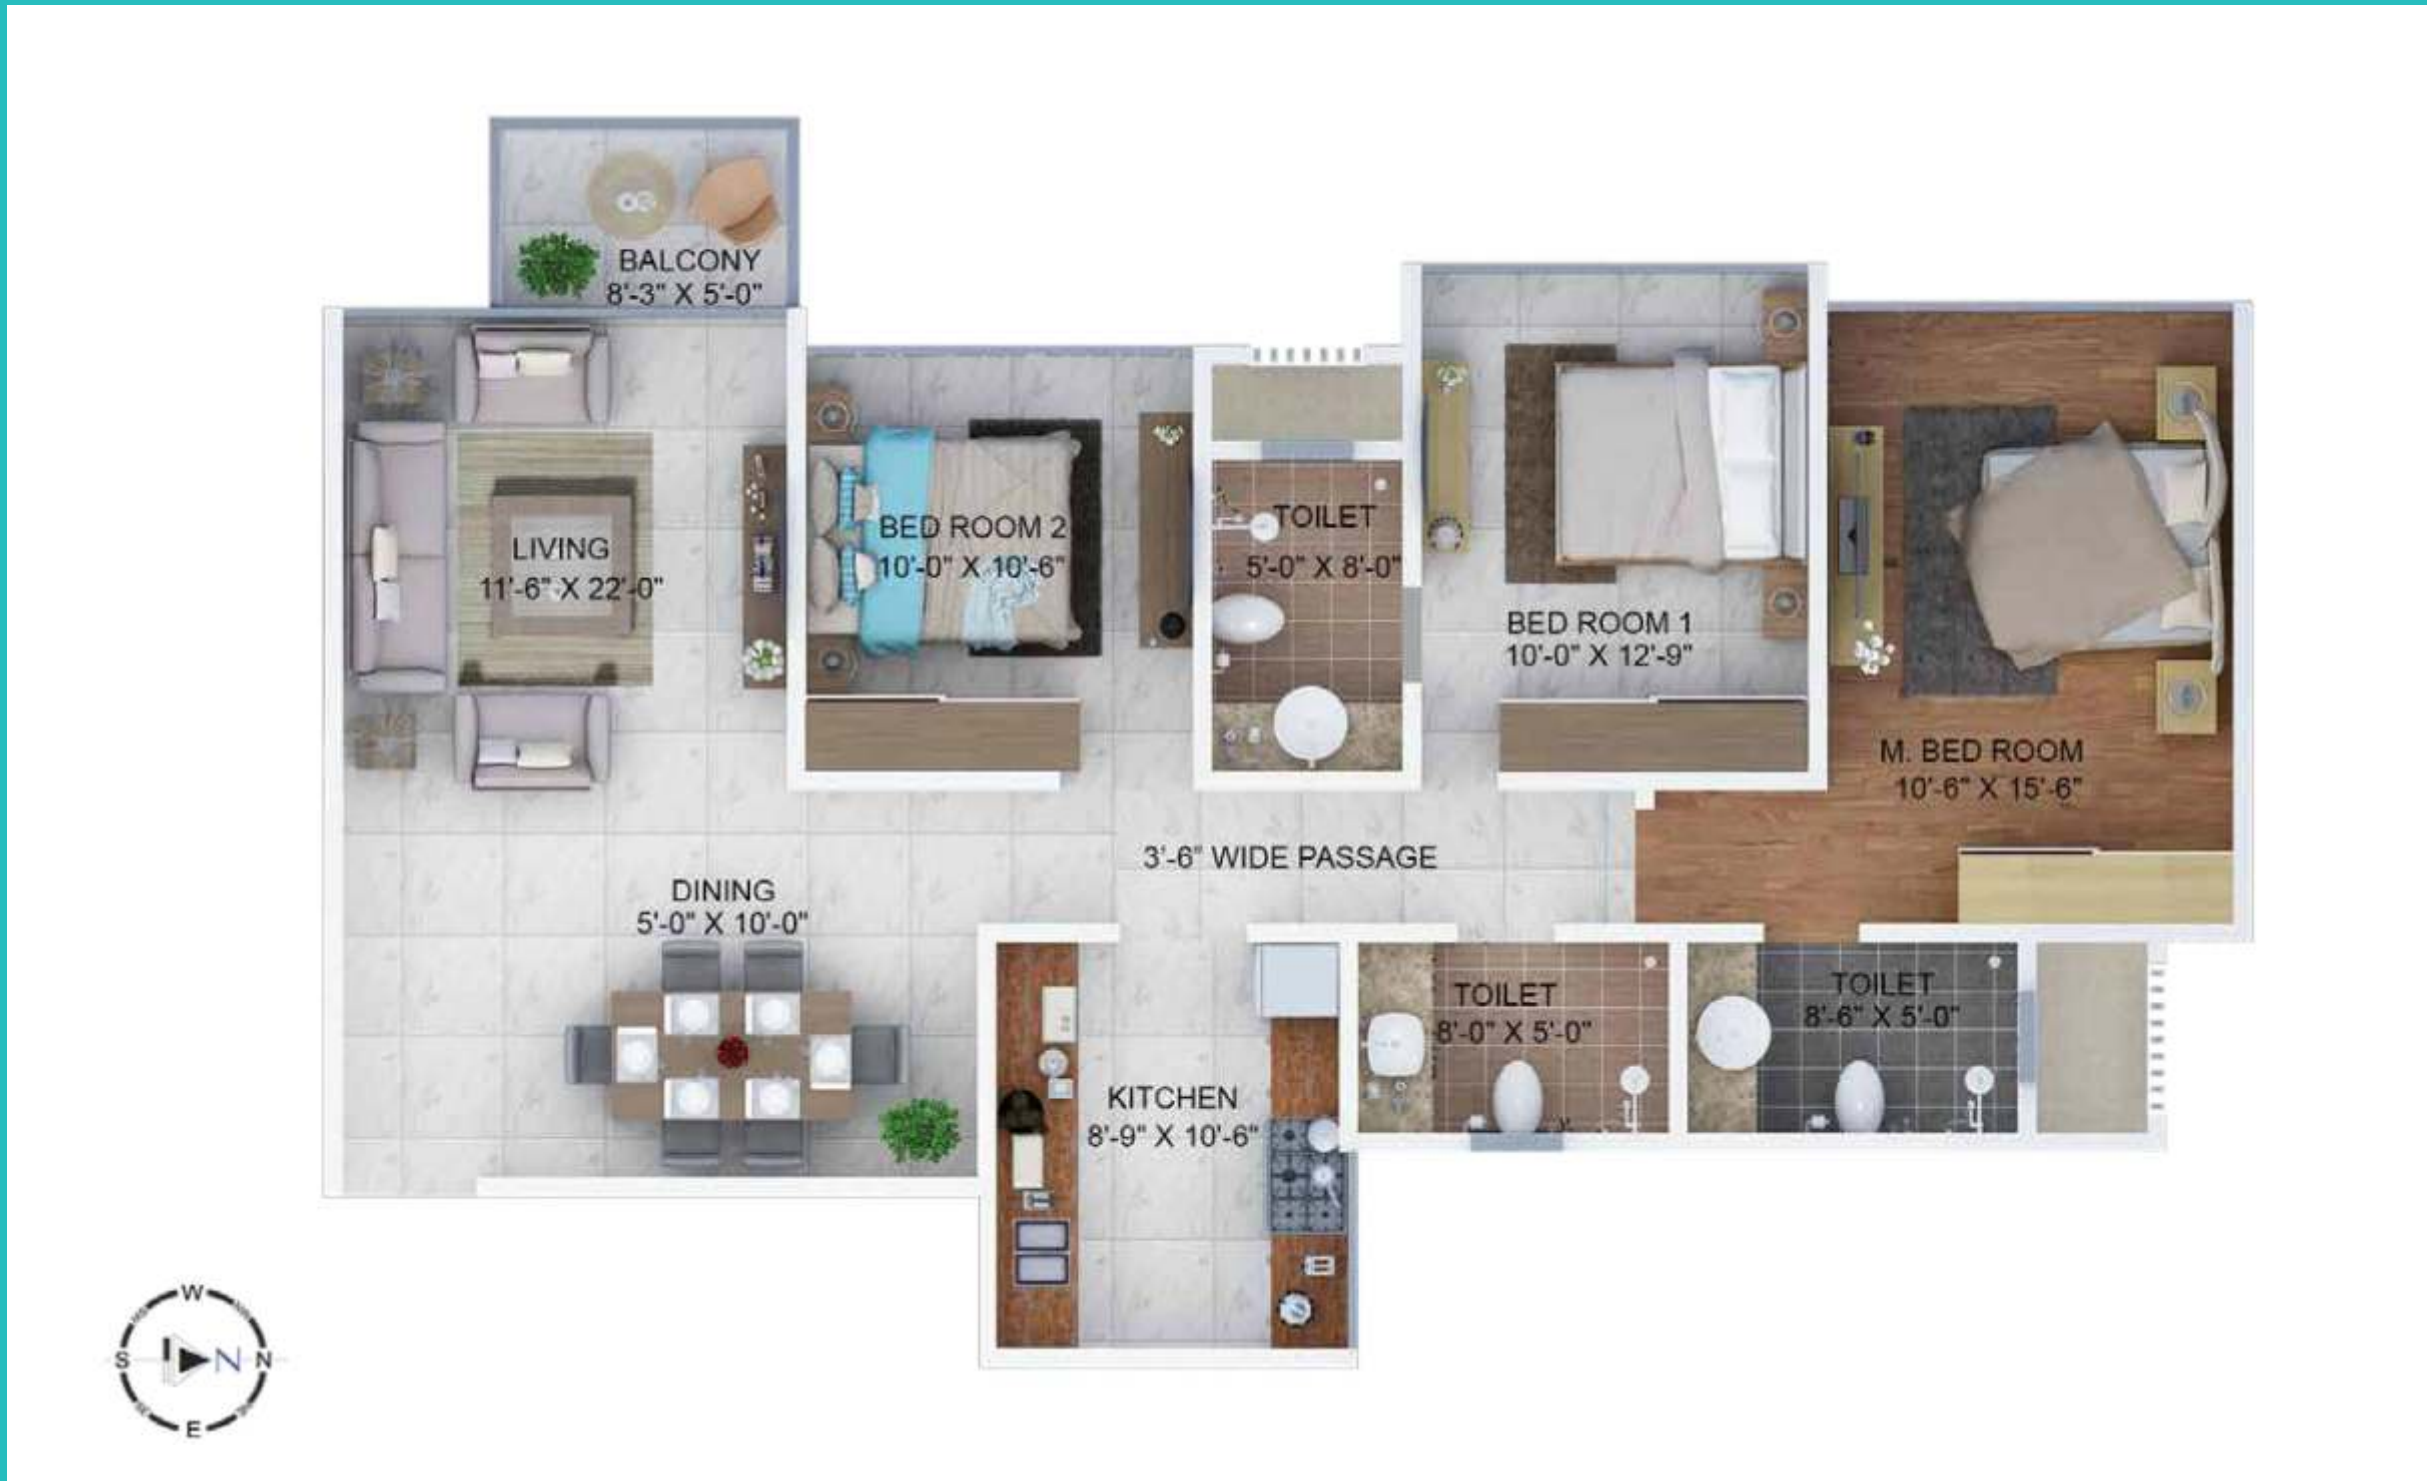 BALCONY
8'-3" X 5'-0"
LIVING
11'-6" X 22'-0"
BED ROOM 2
10'-0" X 10'-6"
TOILET
5'-0" X 8'-0"
BED ROOM 1
10'-0" X 12'-9"
M. BED ROOM
10'-6" X 15'-6"
3'-6" WIDE PASSAGE
DINING
5'-0" X 10'-0"
TOILET
8'-0" X 5'-0"
TOILET
8'-6" X 5'-0"
KITCHEN
8'-9" X 10'-6"
W
S N N
E